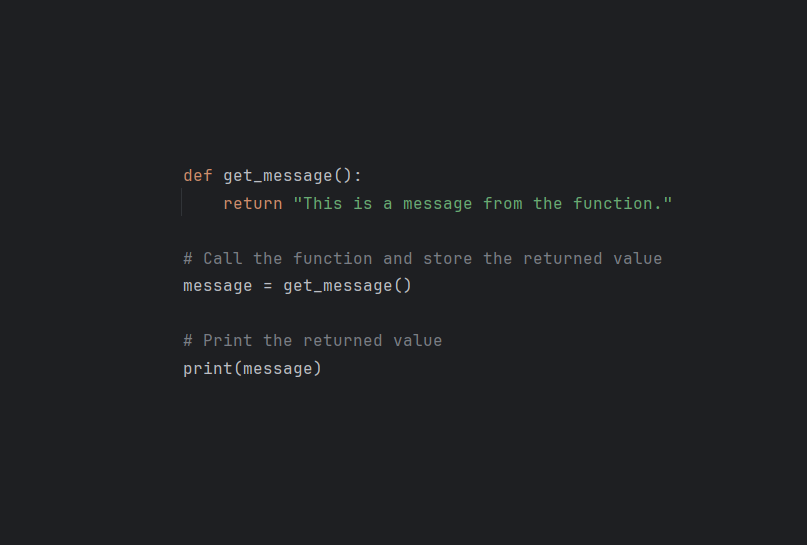 def get_message():
    return "This is a message from the function."
# Call the function and store the returned value
message = get_message()
# Print the returned value
print(message)